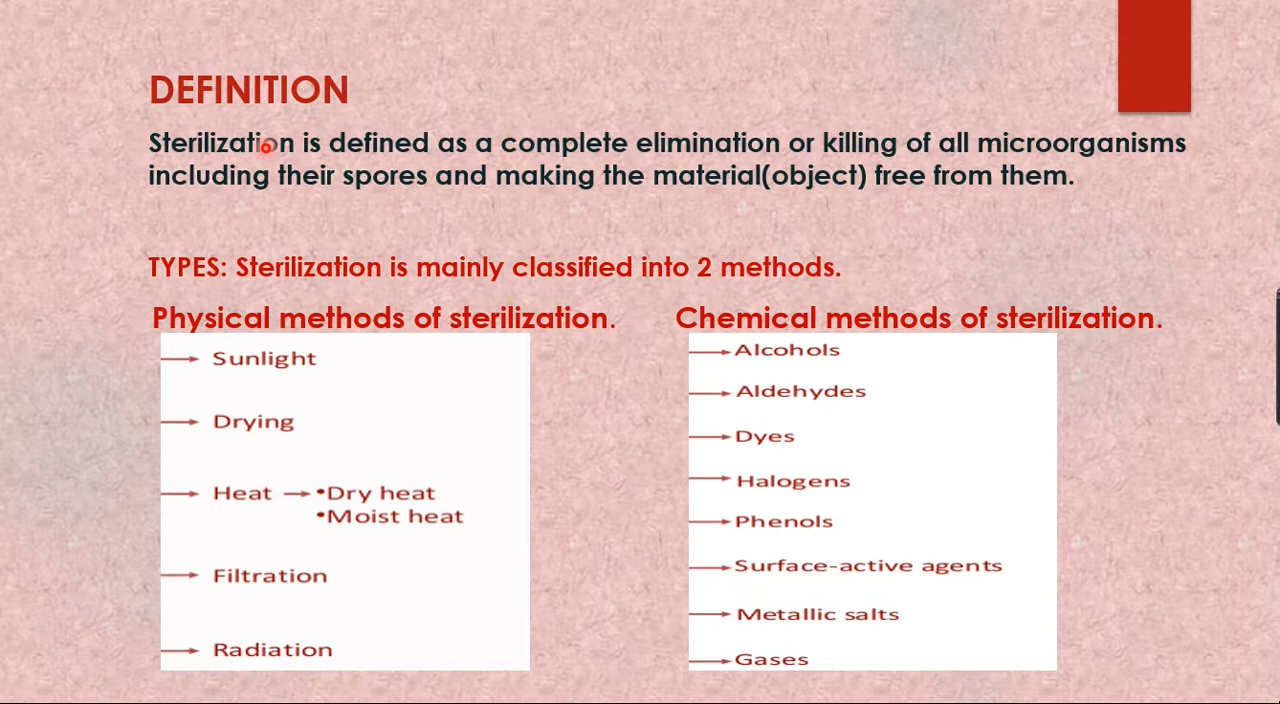 DEFINITION
Sterilization is defined as a complete elimination or killing of all microorganisms
including their spores and making the material(object) free from them.
TYPES: Sterilization is mainly classified into 2 methods.
Physical methods of sterilization.
Sunlight
Drying
Heat → •Dry heat
•Moist heat
Filtration
Radiation
Chemical methods of sterilization.
Alcohols
Aldehydes
Dyes
Halogens
Phenols
Surface-active agents
Metallic salts
Gases